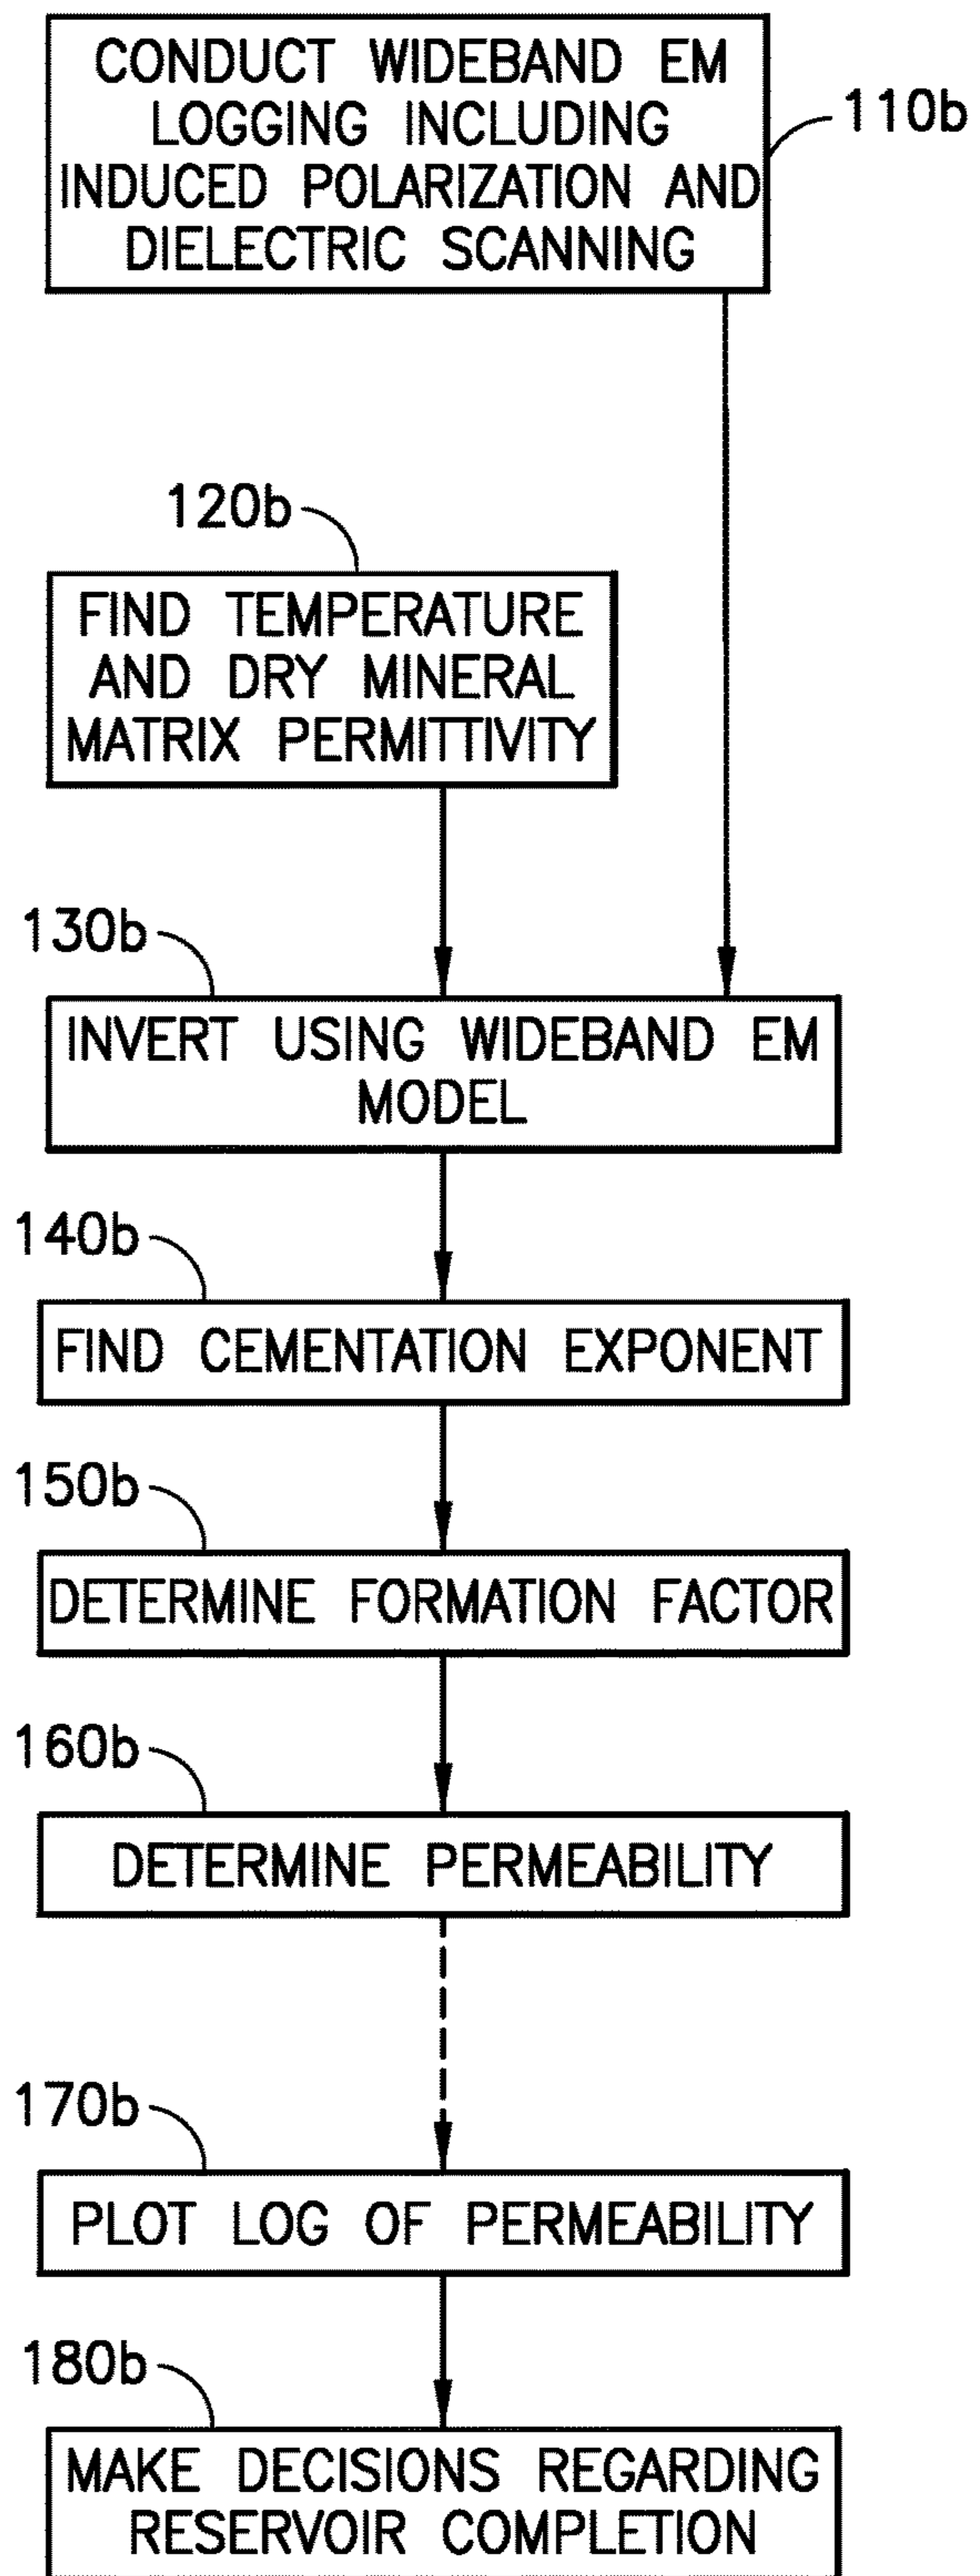 CONDUCT WIDEBAND EM
LOGGING INCLUDING
INDUCED POLARIZATION AND
DIELECTRIC SCANNING
110b
120b
FIND TEMPERATURE
AND DRY MINERAL
MATRIX PERMITTIVITY
130b
INVERT USING WIDEBAND EM
MODEL
140b
FIND CEMENTATION EXPONENT
150b
DETERMINE FORMATION FACTOR
160b
DETERMINE PERMEABILITY
170b
PLOT LOG OF PERMEABILITY
180b
MAKE DECISIONS REGARDING
RESERVOIR COMPLETION